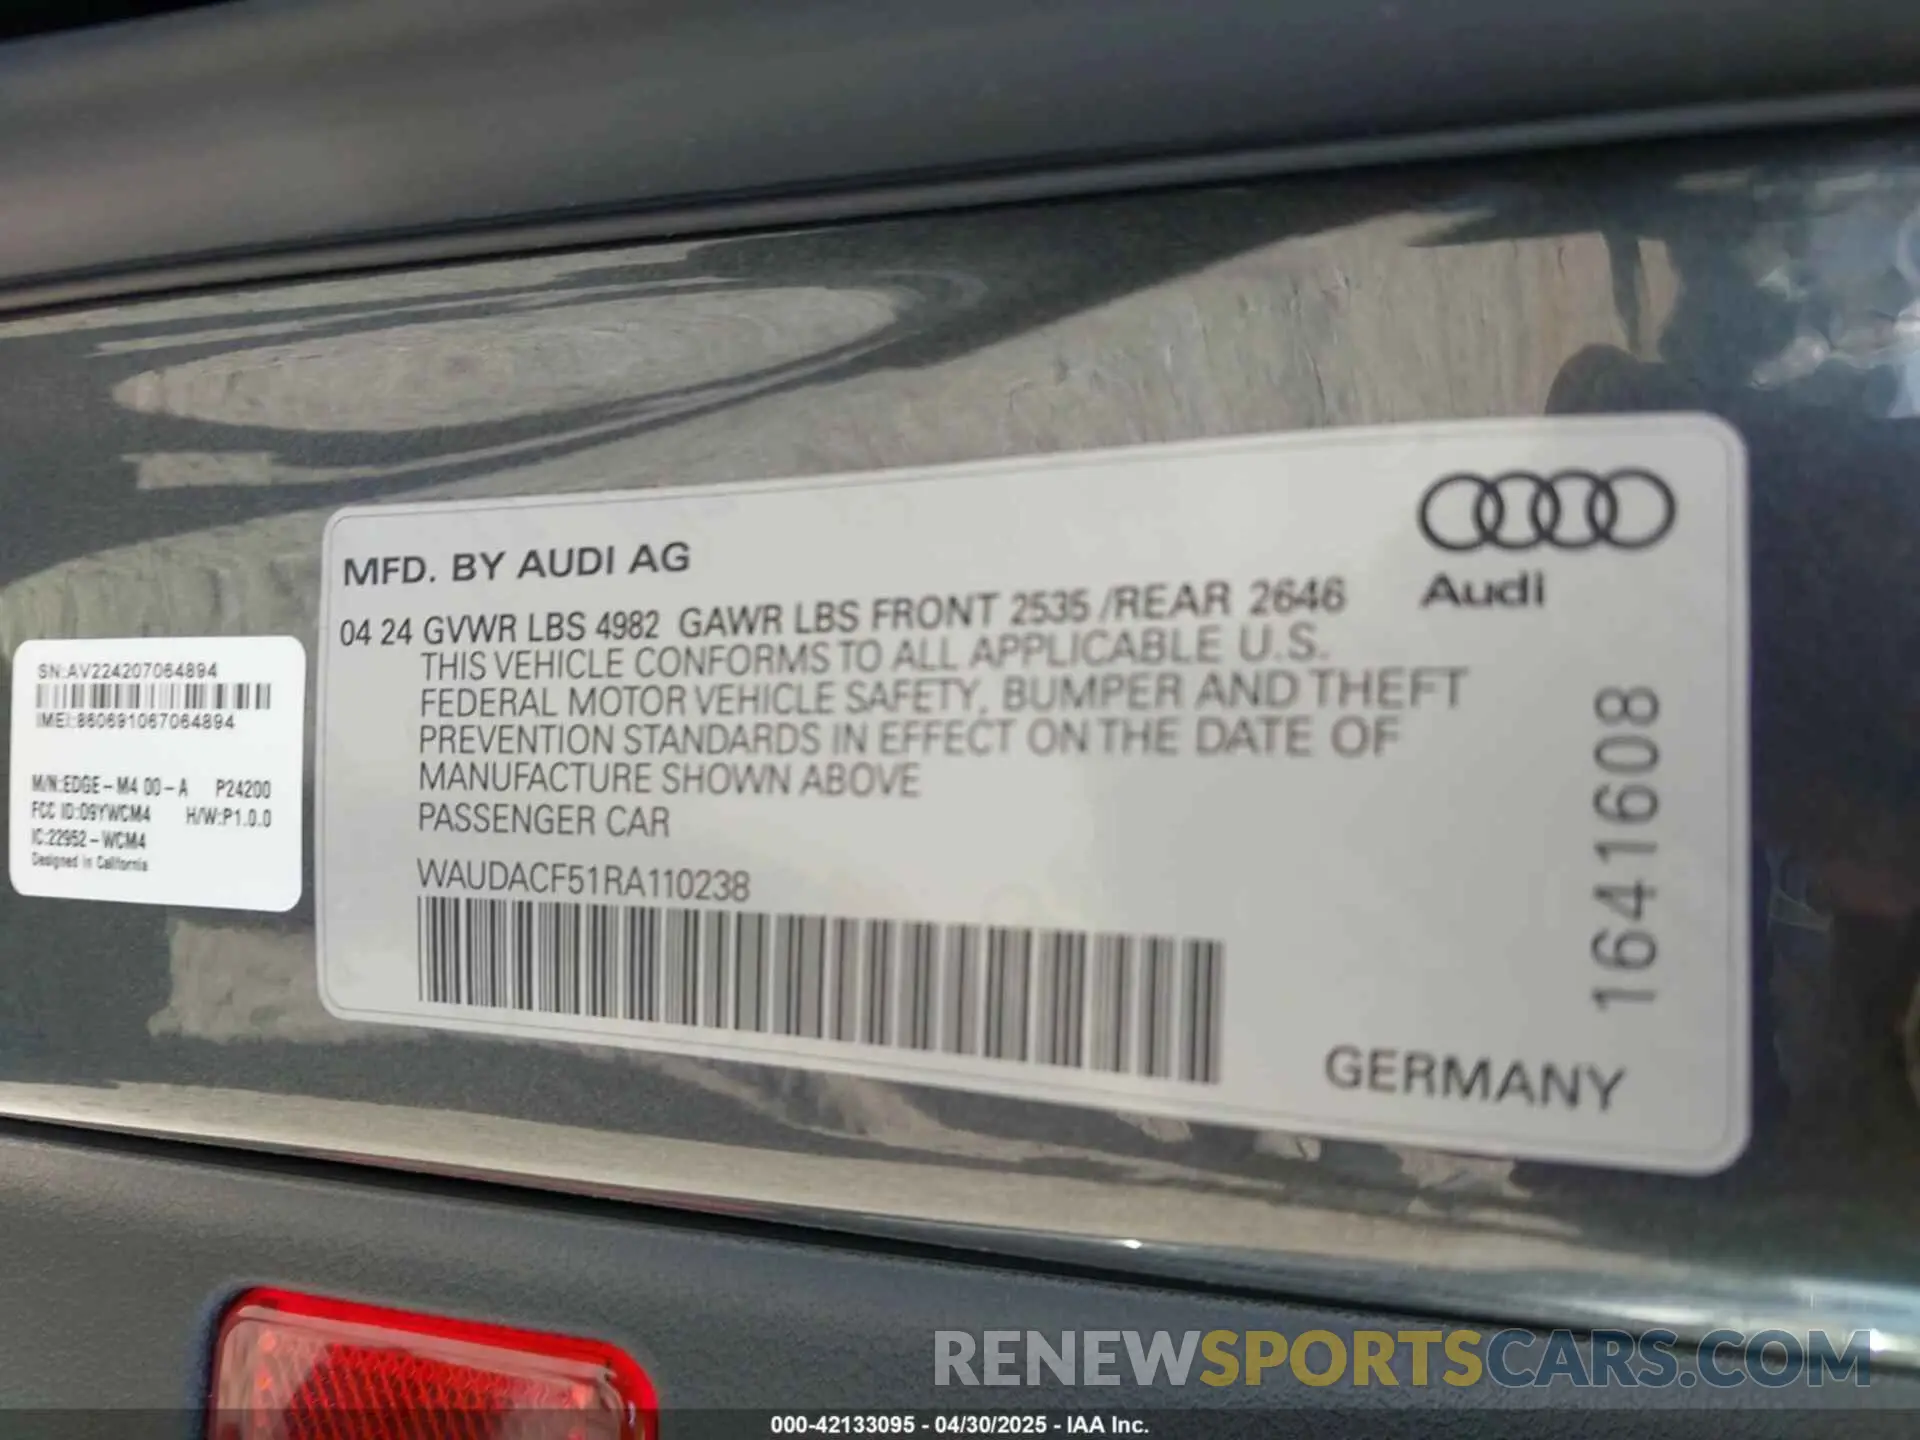 MFD. BY AUDI AG
Audi
04 24 GVWR LBS 4982 GAWR LBS FRONT 2535 /REAR 2646
THIS VEHICLE CONFORMS TO ALL APPLICABLE U.S.
FEDERAL MOTOR VEHICLE SAFETY, BUMPER AND THEFT
PREVENTION STANDARDS IN EFFECT ON THE DATE OF
MANUFACTURE SHOWN ABOVE
PASSENGER CAR
WAUDACF51RA110238
1641608
GERMANY
SN:AV224207064894
IMEI:860691067064894
M/N:EDGE-M4 00-A P24200
FCC ID:09YWCM4 H/W:P1.0.0
IC:22952-WCM4
Designed in California
RENEWSPORTSCARS.COM
000-42133095 - 04/30/2025 - IAA Inc.